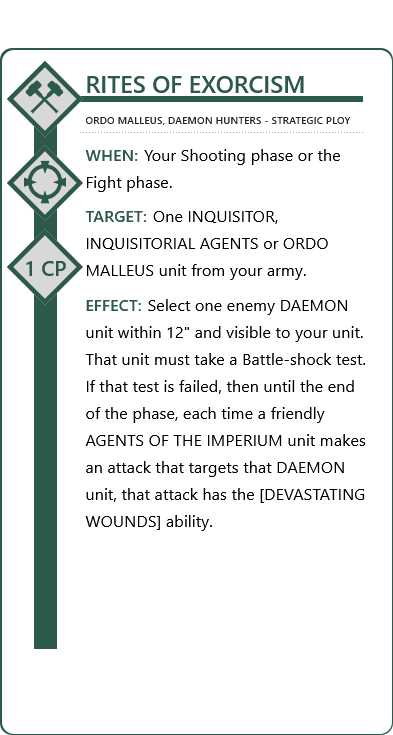 RITES OF EXORCISM
ORDO MALLEUS, DAEMON HUNTERS - STRATEGIC PLOY
WHEN: Your Shooting phase or the
Fight phase.
TARGET: One INQUISITOR,
INQUISITORIAL AGENTS or ORDO
MALLEUS unit from your army.
1 CP
EFFECT: Select one enemy DAEMON
unit within 12" and visible to your unit.
That unit must take a Battle-shock test.
If that test is failed, then until the end
of the phase, each time a friendly
AGENTS OF THE IMPERIUM unit makes
an attack that targets that DAEMON
unit, that attack has the [DEVASTATING
WOUNDS] ability.